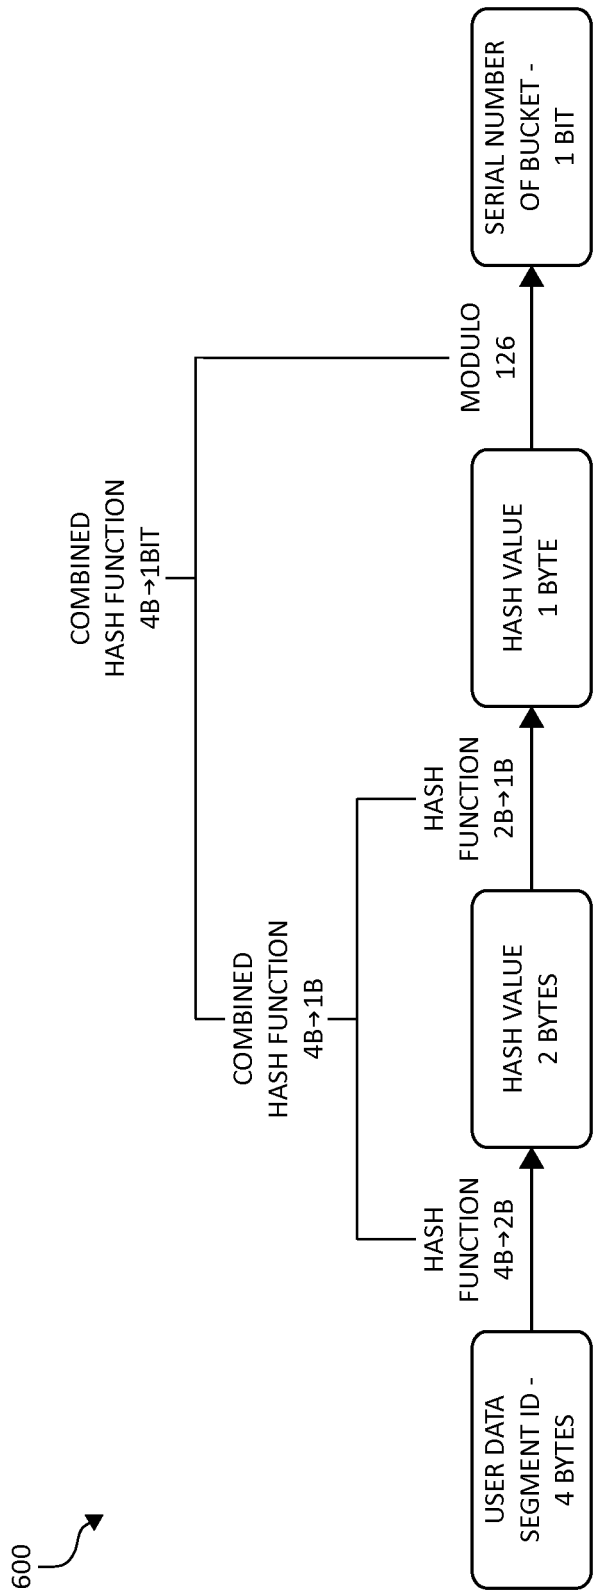 600
COMBINED
HASH FUNCTION
4B→1BIT
COMBINED
HASH FUNCTION
4B→1B
HASH
FUNCTION
4B→2B
HASH
FUNCTION
2B→1B
MODULO
126
USER DATA
SEGMENT ID -
4 BYTES
HASH VALUE
2 BYTES
HASH VALUE
1 BYTE
SERIAL NUMBER
OF BUCKET -
1 BIT